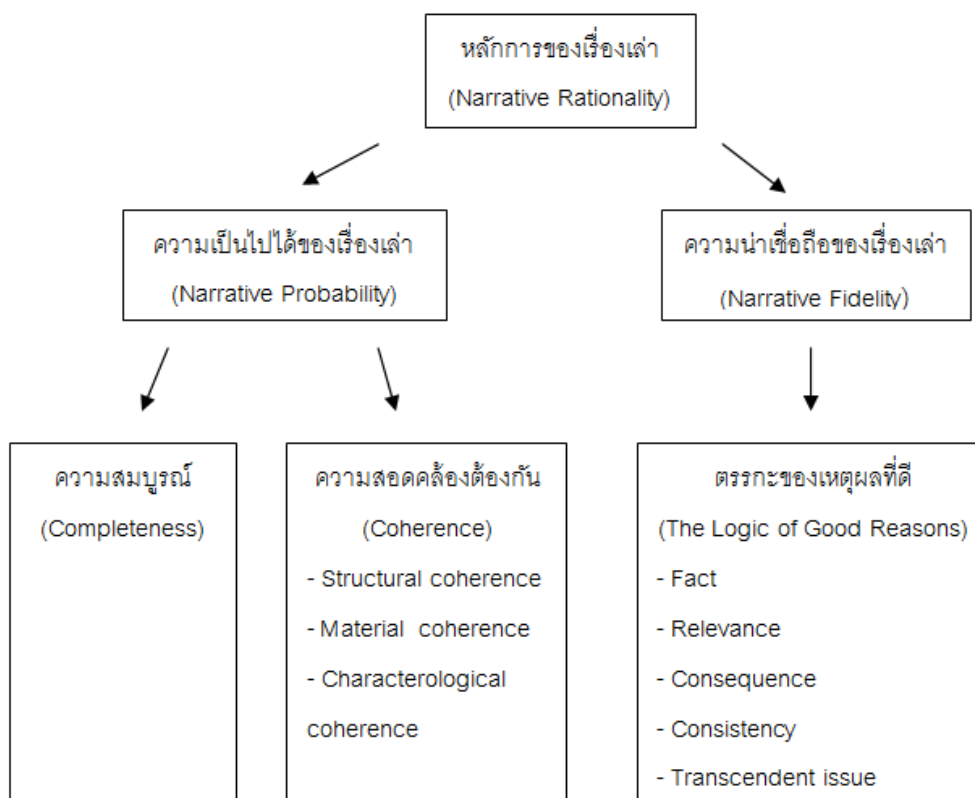 หลักการของเรื่องเล่า
(Narrative Rationality)
ความเป็นไปได้ของเรื่องเล่า
(Narrative Probability)
ความน่าเชื่อถือของเรื่องเล่า
(Narrative Fidelity)
ความสมบูรณ์
(Completeness)
ความสอดคล้องต้องกัน
(Coherence)
- Structural coherence
- Material coherence
- Characterological
coherence
ตรรกะของเหตุผลที่ดี
(The Logic of Good Reasons)
- Fact
- Relevance
- Consequence
- Consistency
- Transcendent issue